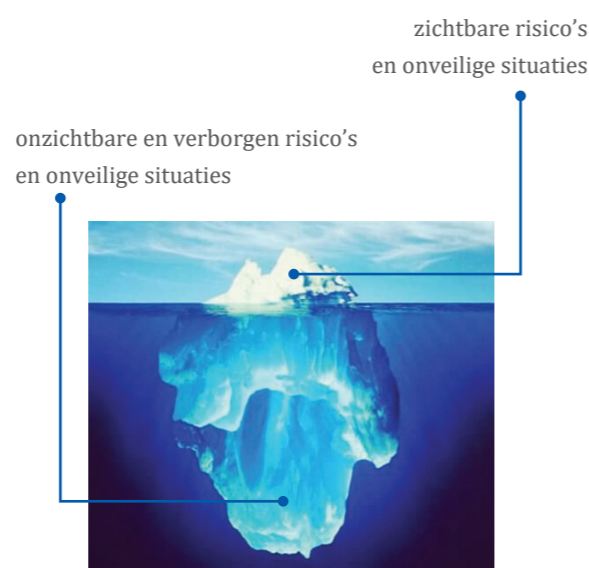 zichtbare risico's
en onveilige situaties
onzichtbare en verborgen risico's
en onveilige situaties